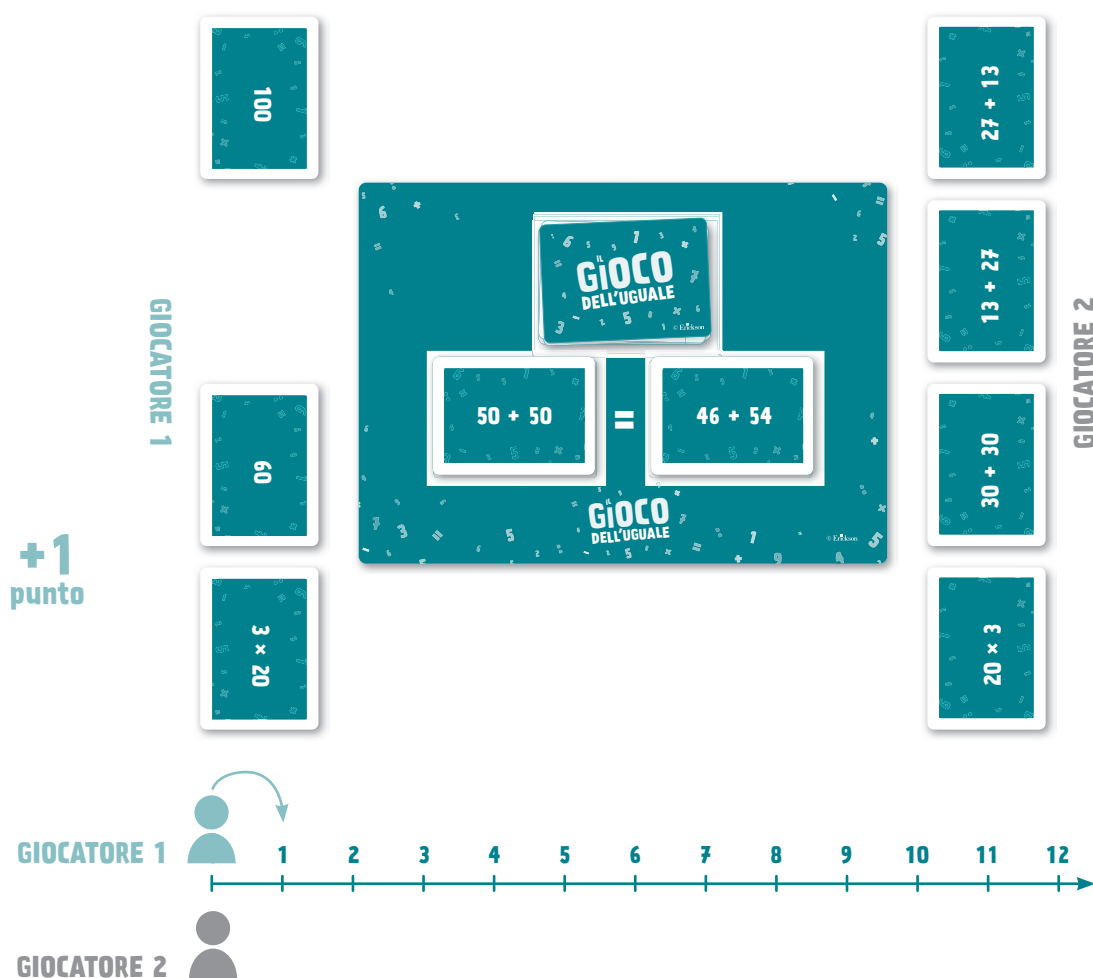 100
27 + 13
13 + 27
GIOCATORE 1
IL
GiOCO
DELL'UGUALE
© Erickson
50 + 50
=
46 + 54
GIOCATORE 2
60
30 + 30
IL
GiOCO
DELL'UGUALE
© Erickson
+1
punto
3 × 20
20 × 3
GIOCATORE 1
1 2 3 4 5 6 7 8 9 10 11 12
GIOCATORE 2